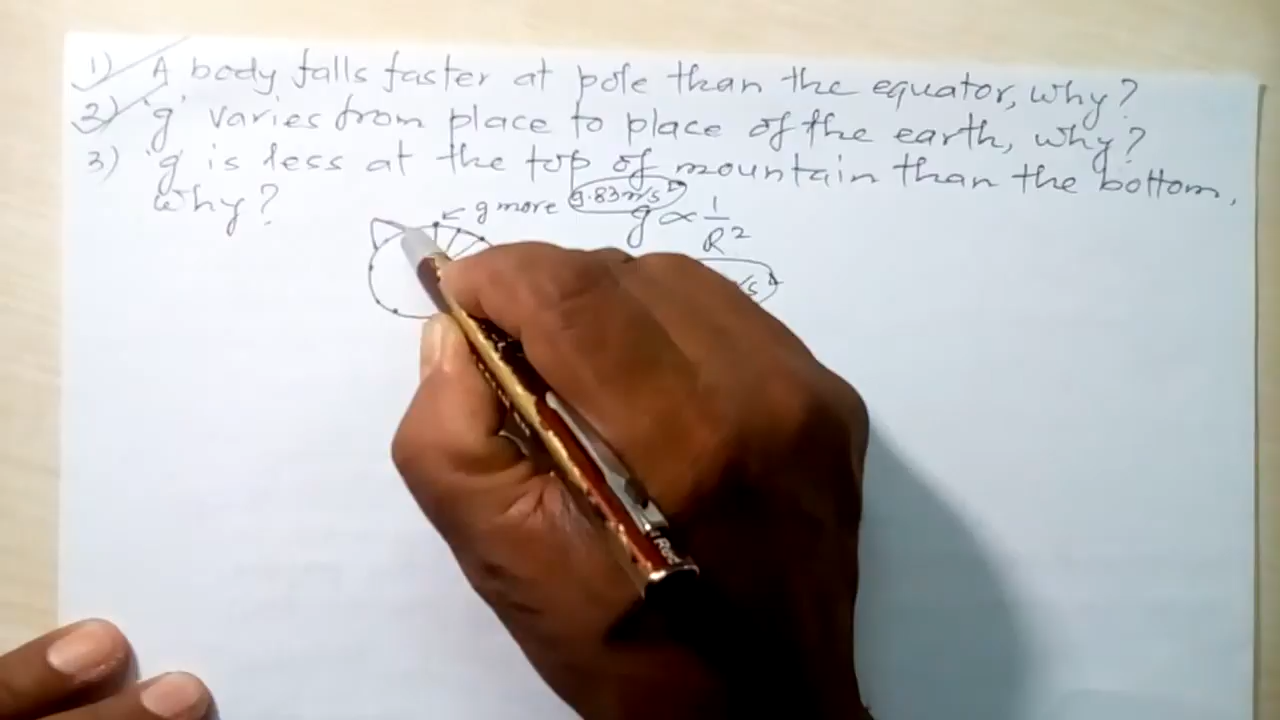 1) A body falls faster at pole than the equator, why?
2) 'g' varies from place to place of the earth, why?
3) 'g' is less at the top of mountain than the bottom,
why?
g more 9.83m/s²
g ∝ 1/R²
/s²
Red